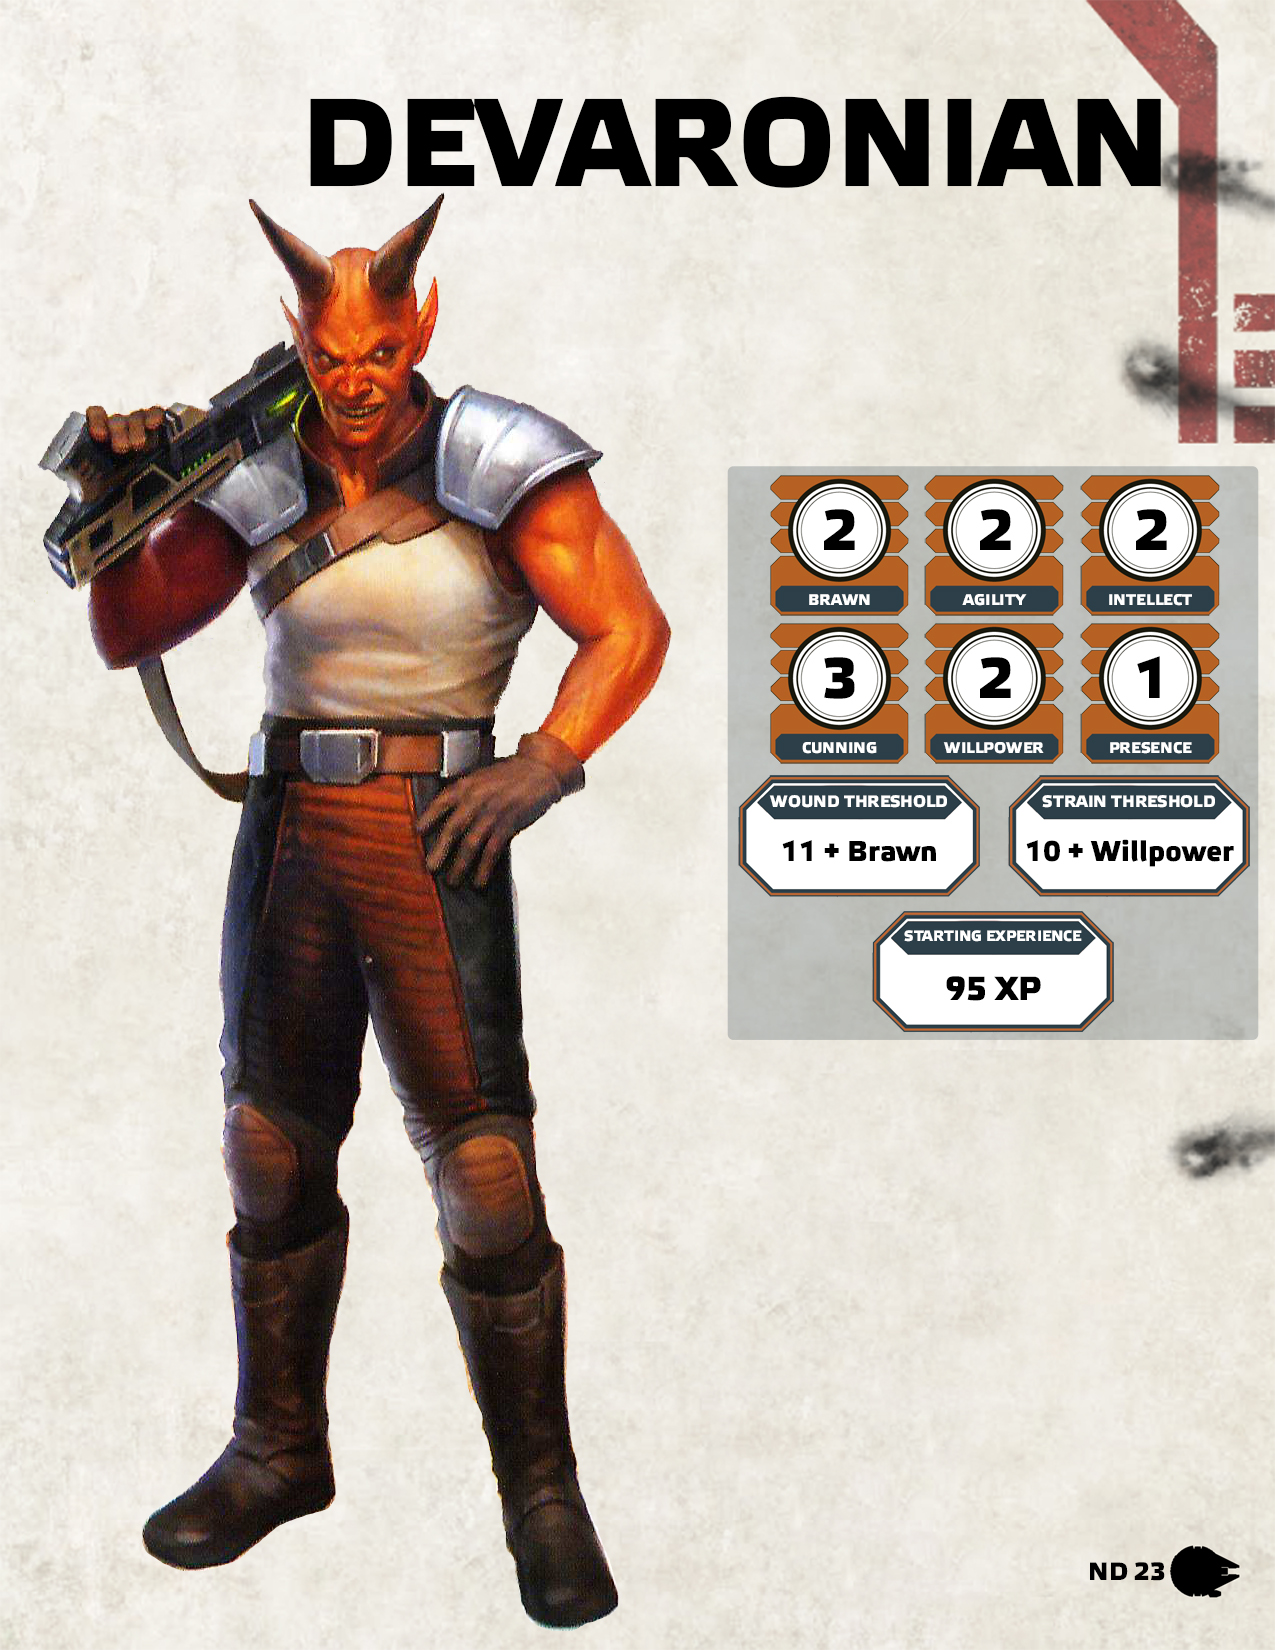 DEVARONIAN
2 2 2
BRAWN AGILITY INTELLECT
3 2 1
CUNNING WILLPOWER PRESENCE
WOUND THRESHOLD STRAIN THRESHOLD
11 + Brawn 10 + Willpower
STARTING EXPERIENCE
95 XP
ND 23